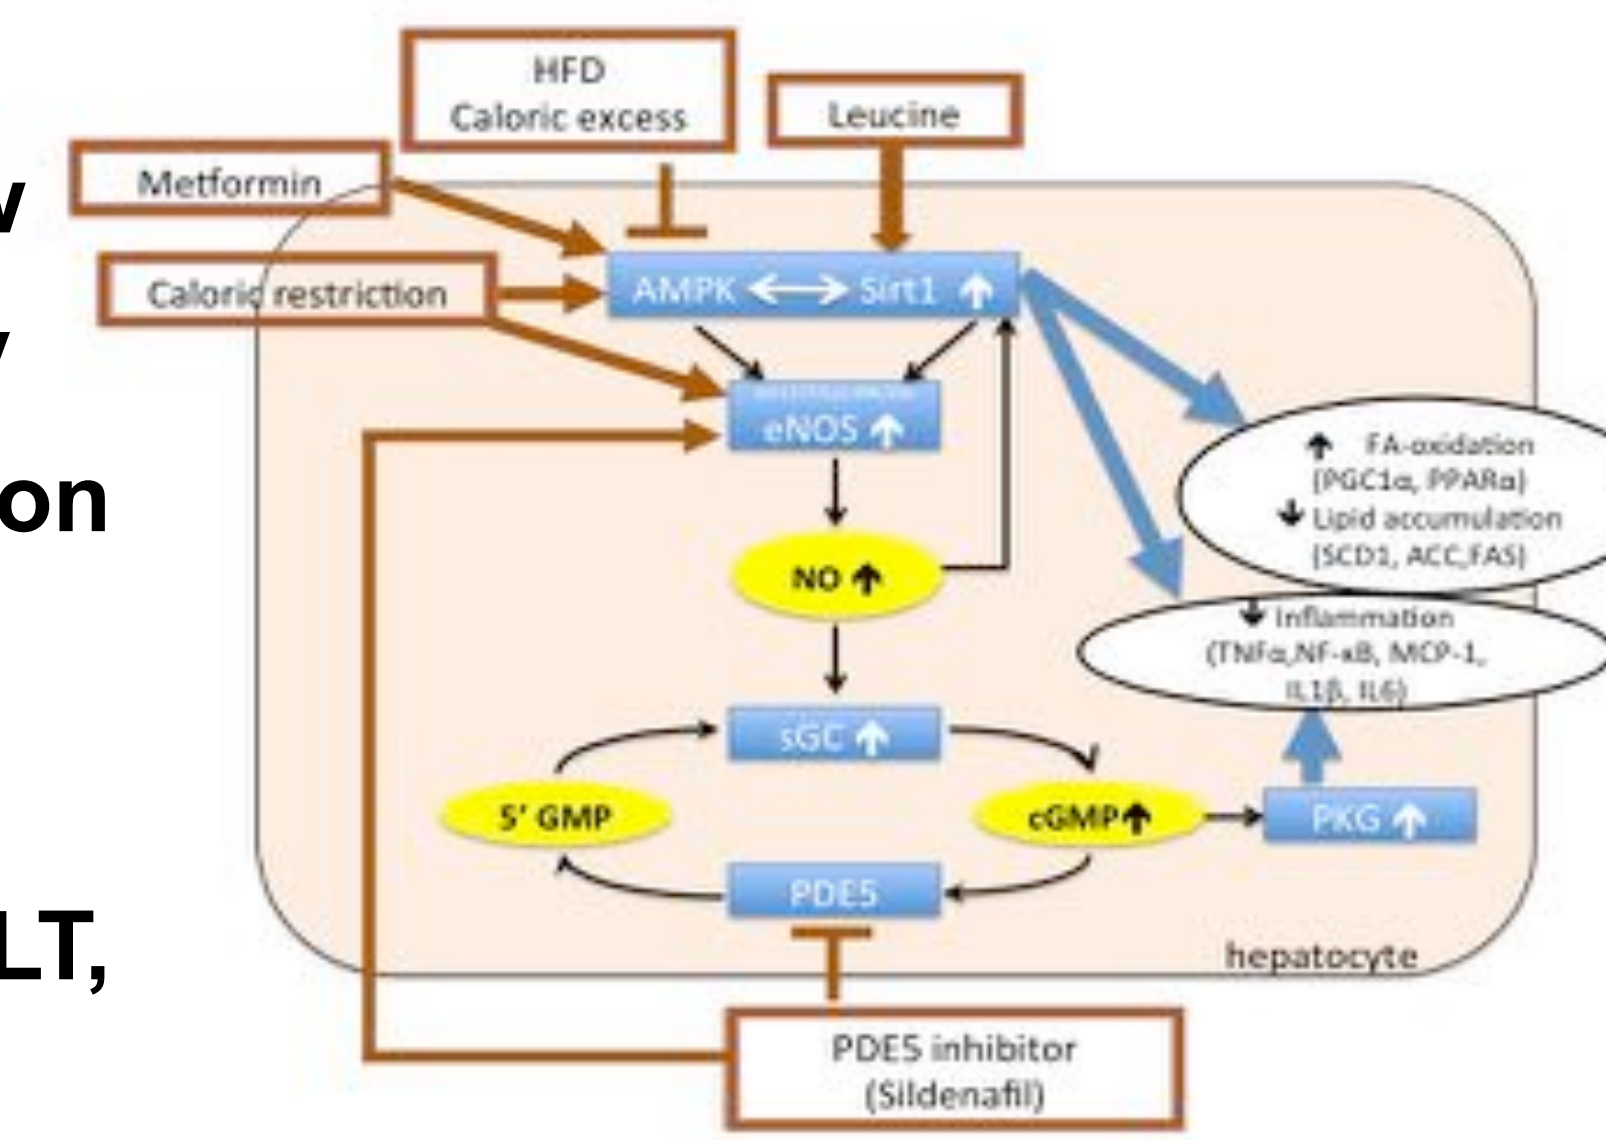 HFD
Caloric excess
Leucine
Metformin
Caloric restriction
AMPK Sirt1
eNOS
FA-oxidation
(PGC1α, PPARα)
Lipid accumulation
(SCD1, ACC,FAS)
NO
Inflammation
(TNFα,NF-κB, MCP-1,
IL1β, IL6)
sGC
5' GMP
cGMP
PKG
PDE5
hepatocyte
PDE5 inhibitor
(Sildenafil)
on
LT,